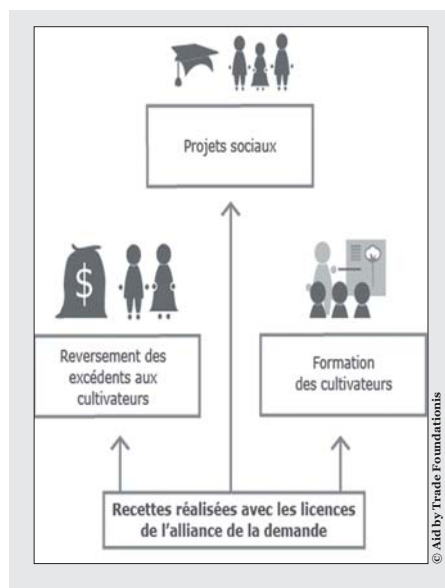 Projets sociaux
$
Reversement des
excédents aux
cultivateurs
Formation
des cultivateurs
Recettes réalisées avec les licences
de l'alliance de la demande
© Aid by Trade Foundationis